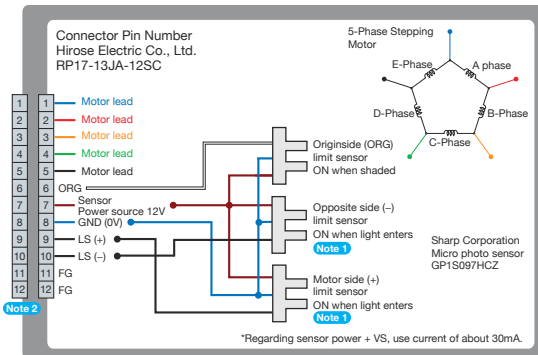 Connector Pin Number
Hirose Electric Co., Ltd.
RP17-13JA-12SC
5-Phase Stepping
Motor
E-Phase
A phase
D-Phase
B-Phase
C-Phase
1 1 Motor lead
2 2 Motor lead
3 3 Motor lead
4 4 Motor lead
5 5 Motor lead
6 6 ORG
7 7 Sensor
Power source 12V
8 8 GND (0V)
9 9 LS (+)
10 10 LS (−)
11 11 FG
12 12 FG
Note 2
Originside (ORG)
limit sensor
ON when shaded
Opposite side (−)
limit sensor
ON when light enters
Note 1
Motor side (+)
limit sensor
ON when light enters
Note 1
Sharp Corporation
Micro photo sensor
GP1S097HCZ
*Regarding sensor power + VS, use current of about 30mA.